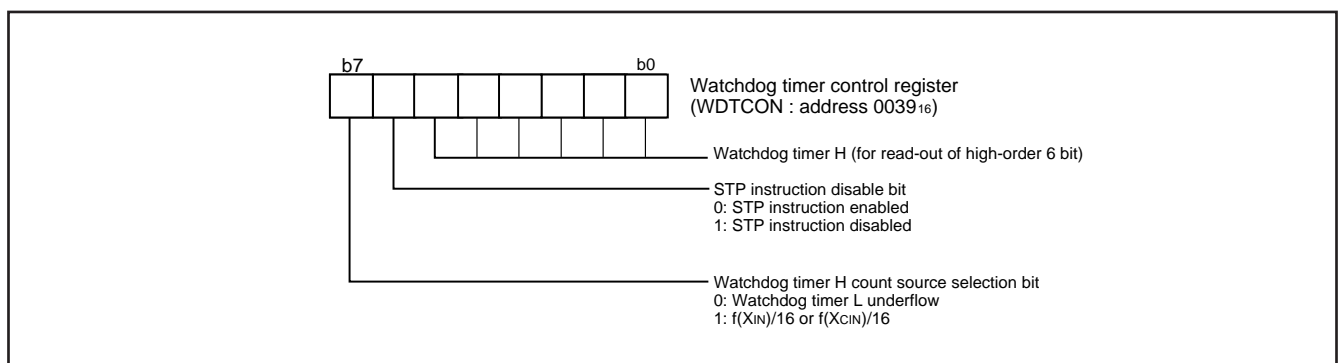 b7
b0
Watchdog timer control register
(WDTCON : address 0039₁₆)
Watchdog timer H (for read-out of high-order 6 bit)
STP instruction disable bit
0: STP instruction enabled
1: STP instruction disabled
Watchdog timer H count source selection bit
0: Watchdog timer L underflow
1: f(XIN)/16 or f(XCIN)/16